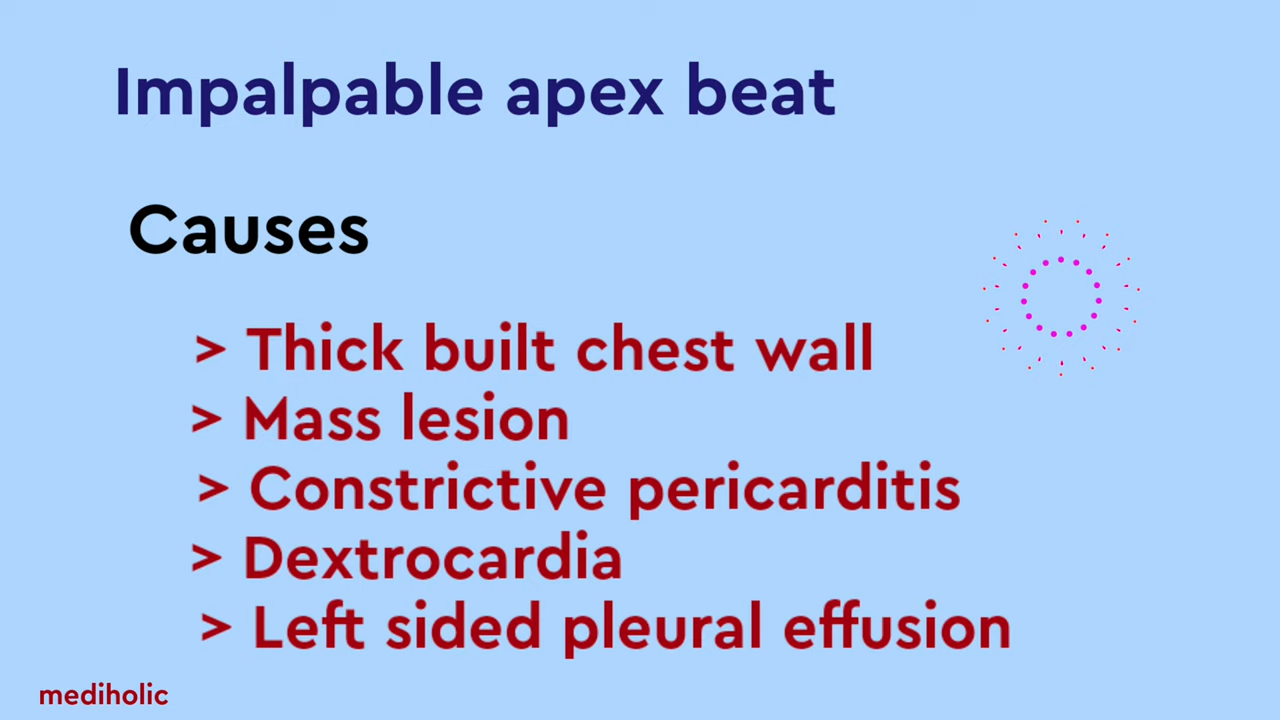 Impalpable apex beat
Causes
> Thick built chest wall
> Mass lesion
> Constrictive pericarditis
> Dextrocardia
> Left sided pleural effusion
mediholic